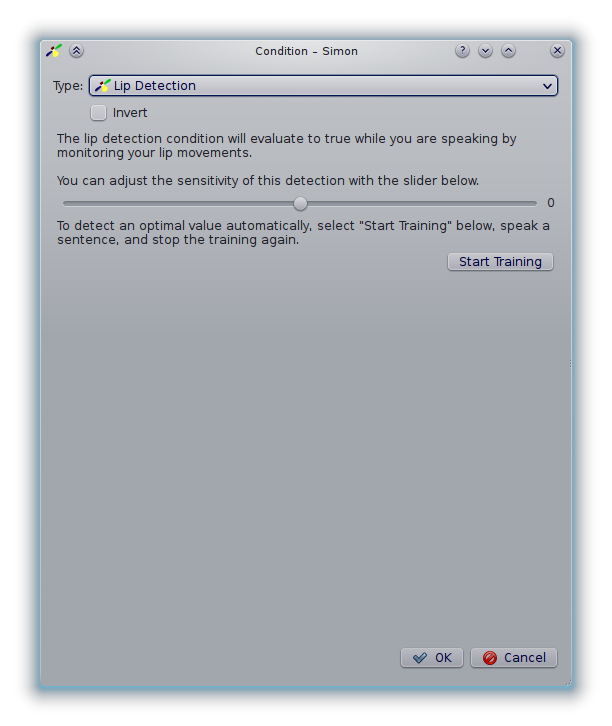 Condition – Simon
Type: Lip Detection
Invert
The lip detection condition will evaluate to true while you are speaking by
monitoring your lip movements.
You can adjust the sensitivity of this detection with the slider below.
0
To detect an optimal value automatically, select "Start Training" below, speak a
sentence, and stop the training again.
Start Training
OK Cancel